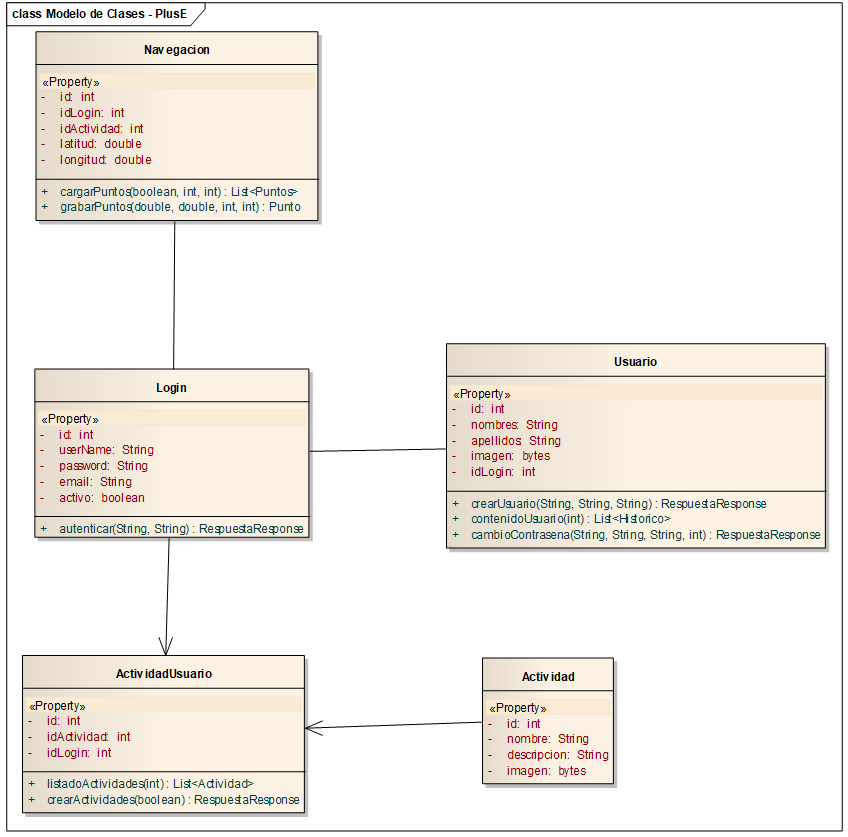 class Modelo de Clases - PlusE
Navegacion
«Property»
- id: int
- idLogin: int
- idActividad: int
- latitud: double
- longitud: double
+ cargarPuntos(boolean, int, int) : List<Puntos>
+ grabarPuntos(double, double, int, int) : Punto
Login
«Property»
- id: int
- userName: String
- password: String
- email: String
- activo: boolean
+ autenticar(String, String) : RespuestaResponse
Usuario
«Property»
- id: int
- nombres: String
- apellidos: String
- imagen: bytes
- idLogin: int
+ crearUsuario(String, String, String) : RespuestaResponse
+ contenidoUsuario(int) : List<Historico>
+ cambioContrasena(String, String, String, int) : RespuestaResponse
ActividadUsuario
«Property»
- id: int
- idActividad: int
- idLogin: int
+ listadoActividades(int) : List<Actividad>
+ crearActividades(boolean) : RespuestaResponse
Actividad
«Property»
- id: int
- nombre: String
- descripcion: String
- imagen: bytes